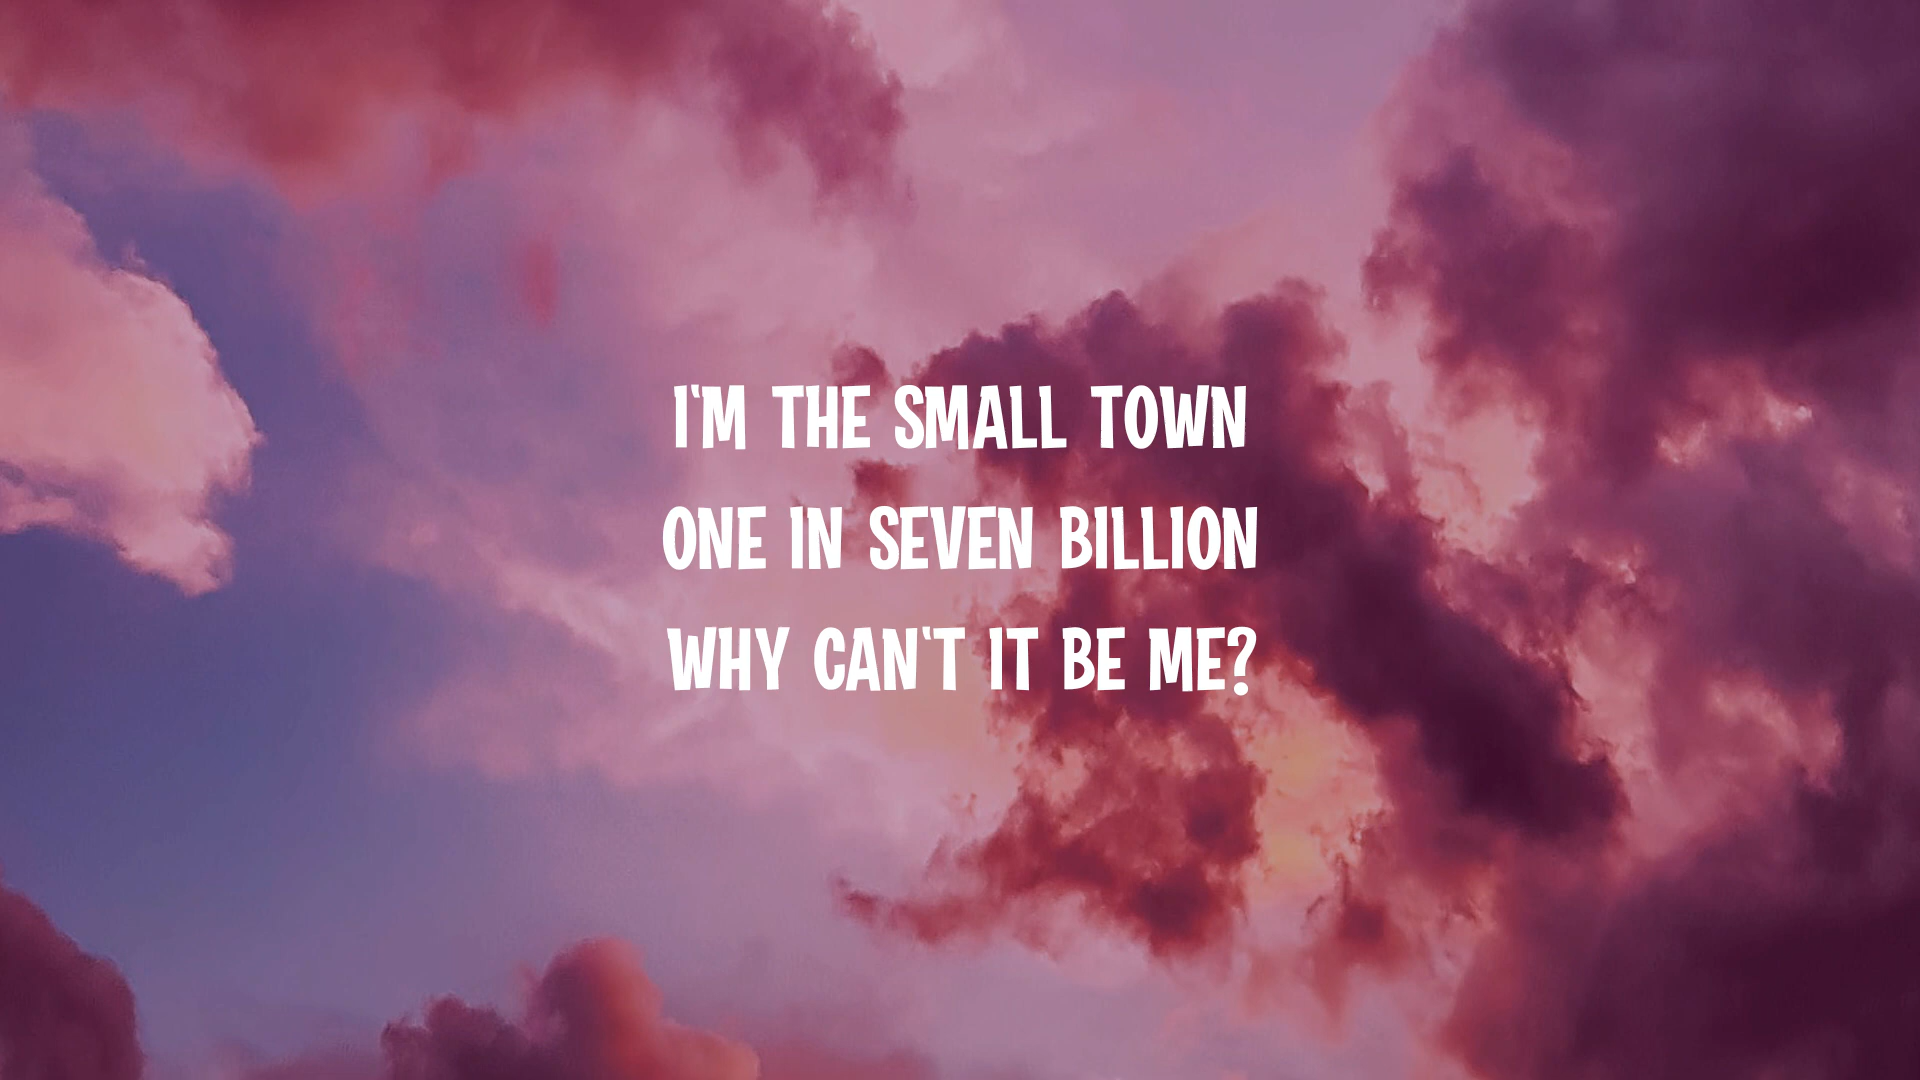 I'M THE SMALL TOWN
ONE IN SEVEN BILLION
WHY CAN'T IT BE ME?